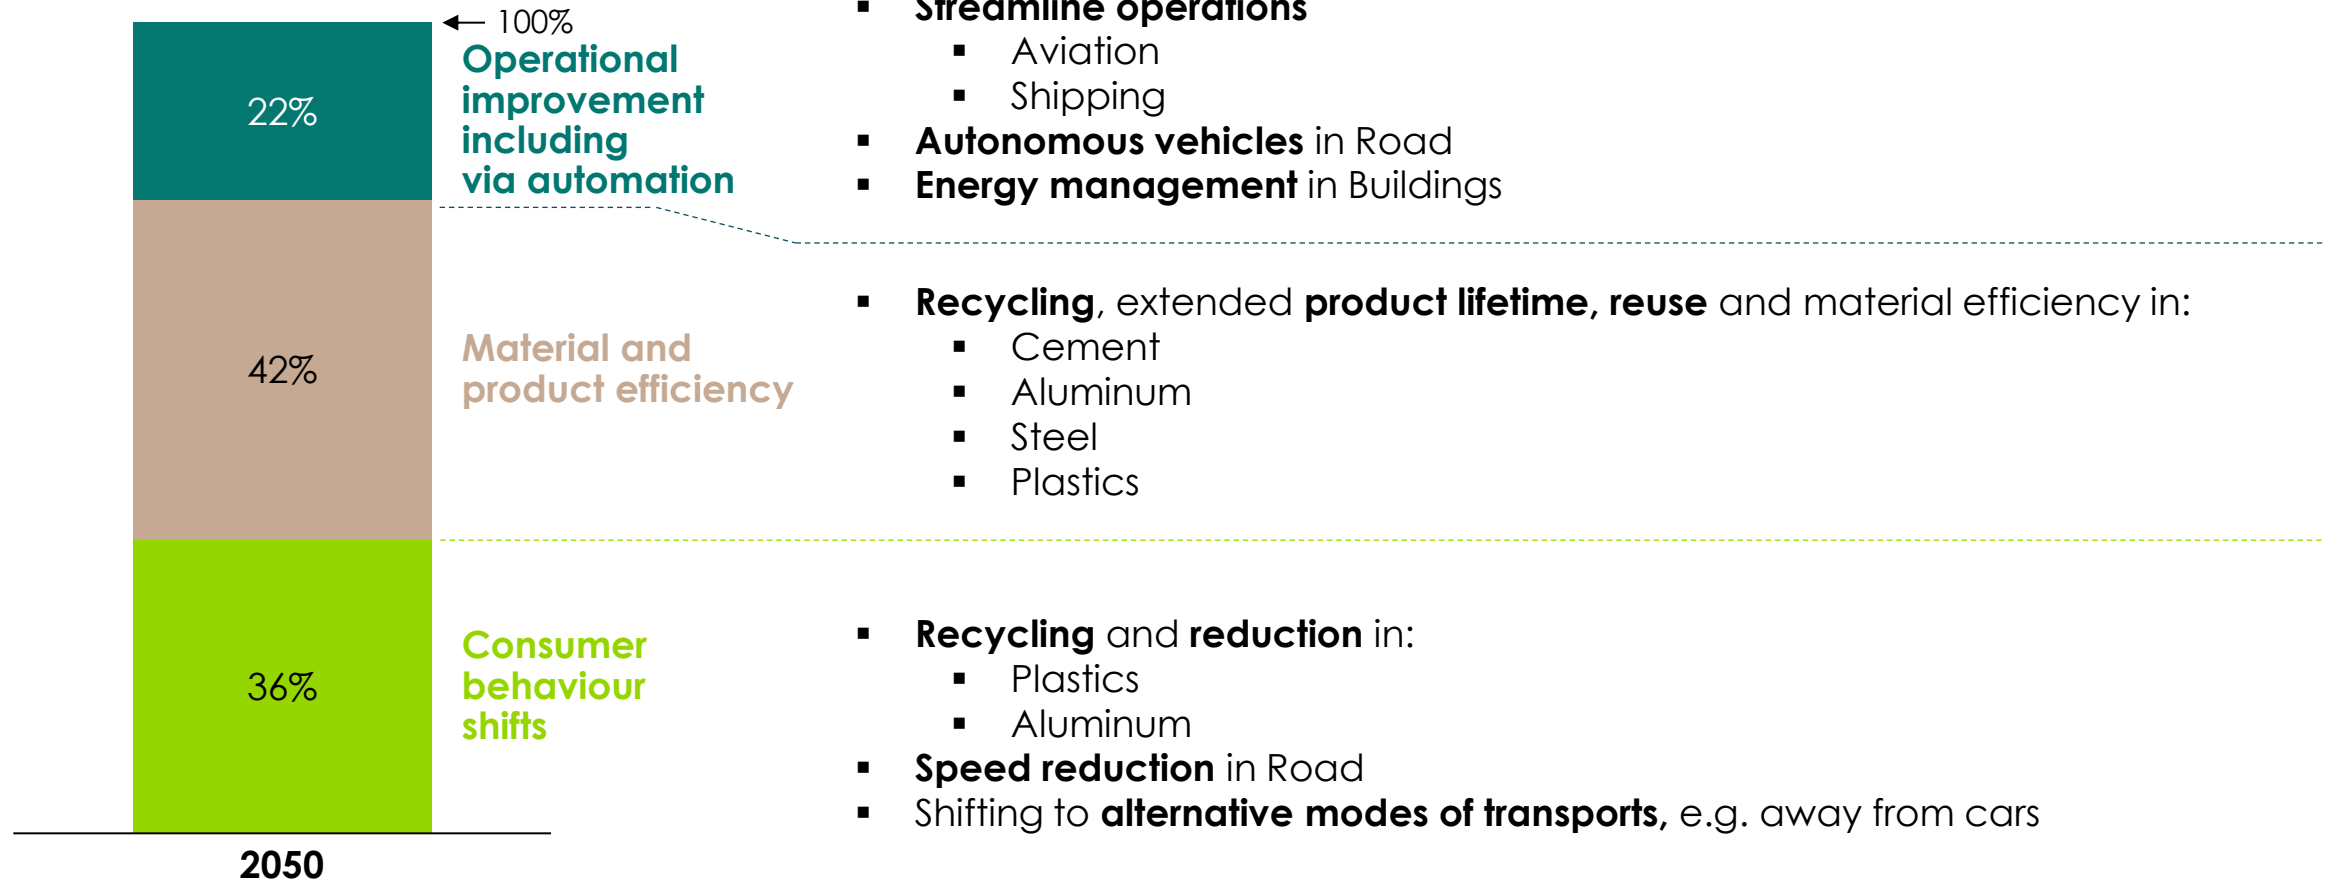 Streamline operations
100%
Aviation
Shipping
Autonomous vehicles in Road
Energy management in Buildings
22%
Operational
improvement
including
via automation
42%
Material and
product efficiency
Recycling, extended product lifetime, reuse and material efficiency in:
Cement
Aluminum
Steel
Plastics
36%
Consumer
behaviour
shifts
Recycling and reduction in:
Plastics
Aluminum
Speed reduction in Road
Shifting to alternative modes of transports, e.g. away from cars
2050